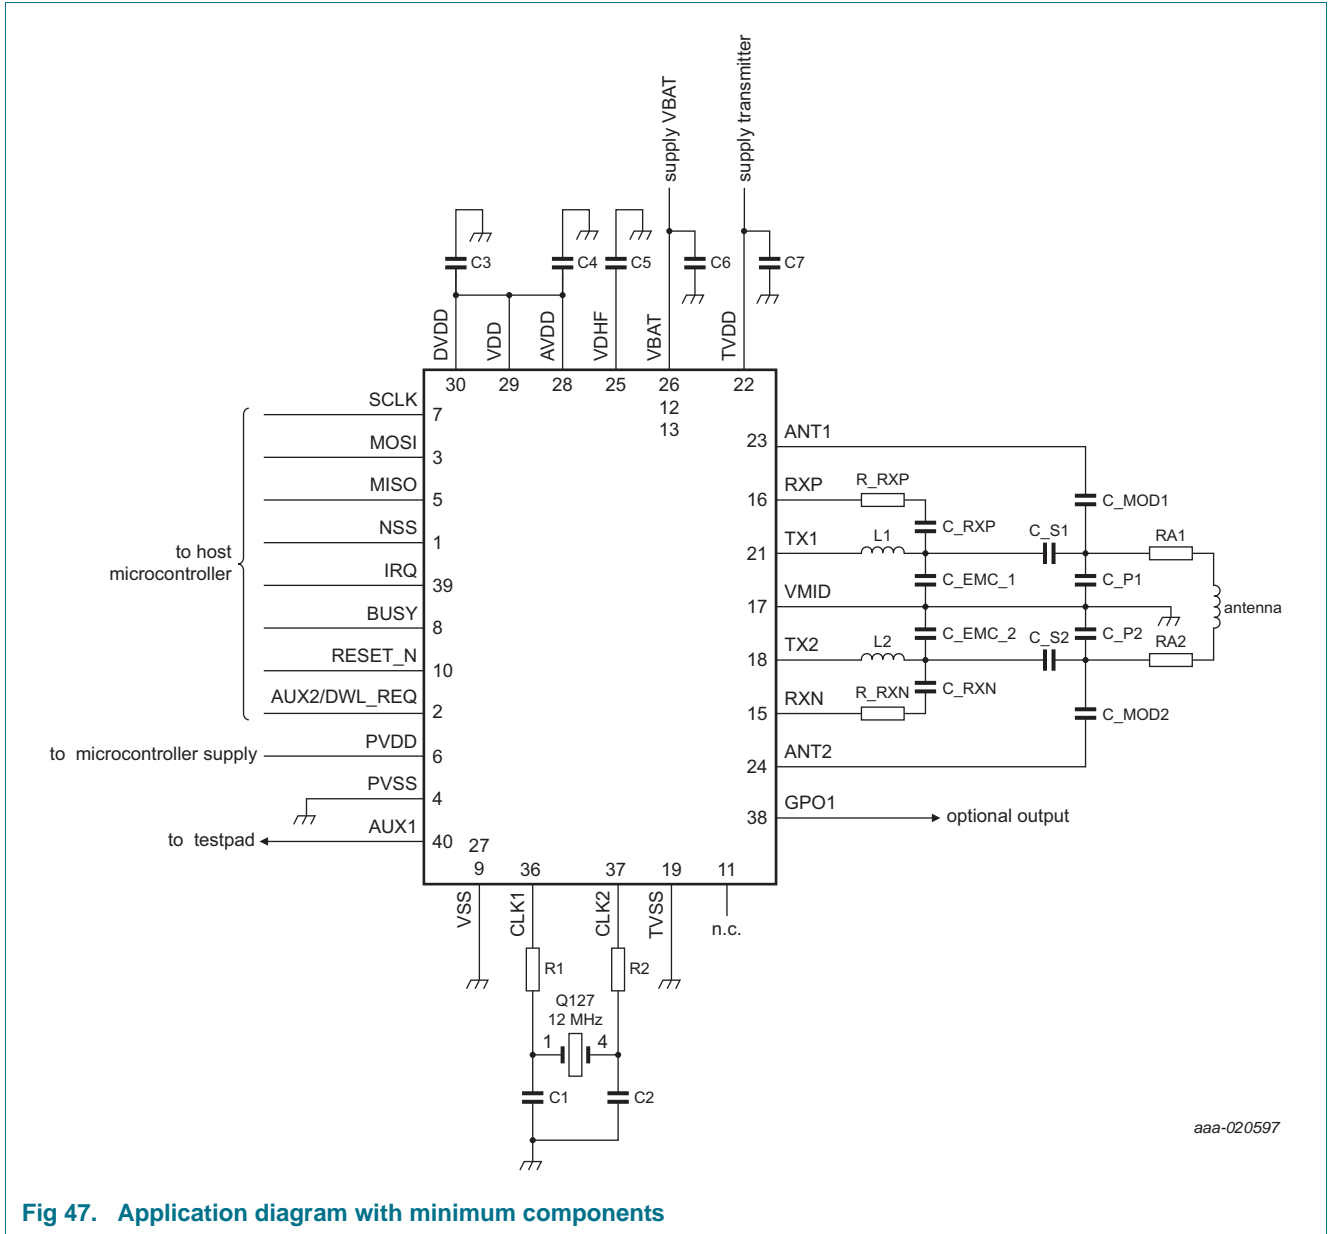 supply VBAT
supply transmitter
C3
C4
C5
C6
C7
DVDD
VDD
AVDD
VDHF
VBAT
TVDD
30
29
28
25
26
22
12
13
SCLK
7
MOSI
3
MISO
5
NSS
1
IRQ
39
BUSY
8
RESET_N
10
AUX2/DWL_REQ
2
to host
microcontroller
to microcontroller supply
PVDD
6
PVSS
4
to testpad
AUX1
40
27
9
36
37
19
11
VSS
CLK1
CLK2
TVSS
n.c.
R1
R2
Q127
12 MHz
1
4
C1
C2
23
ANT1
16
RXP
R_RXP
C_RXP
C_MOD1
21
TX1
L1
C_S1
RA1
C_EMC_1
C_P1
17
VMID
antenna
C_EMC_2
C_P2
18
TX2
L2
C_S2
RA2
C_RXN
15
RXN
R_RXN
C_MOD2
24
ANT2
38
GPO1
optional output
aaa-020597
Fig 47. Application diagram with minimum components